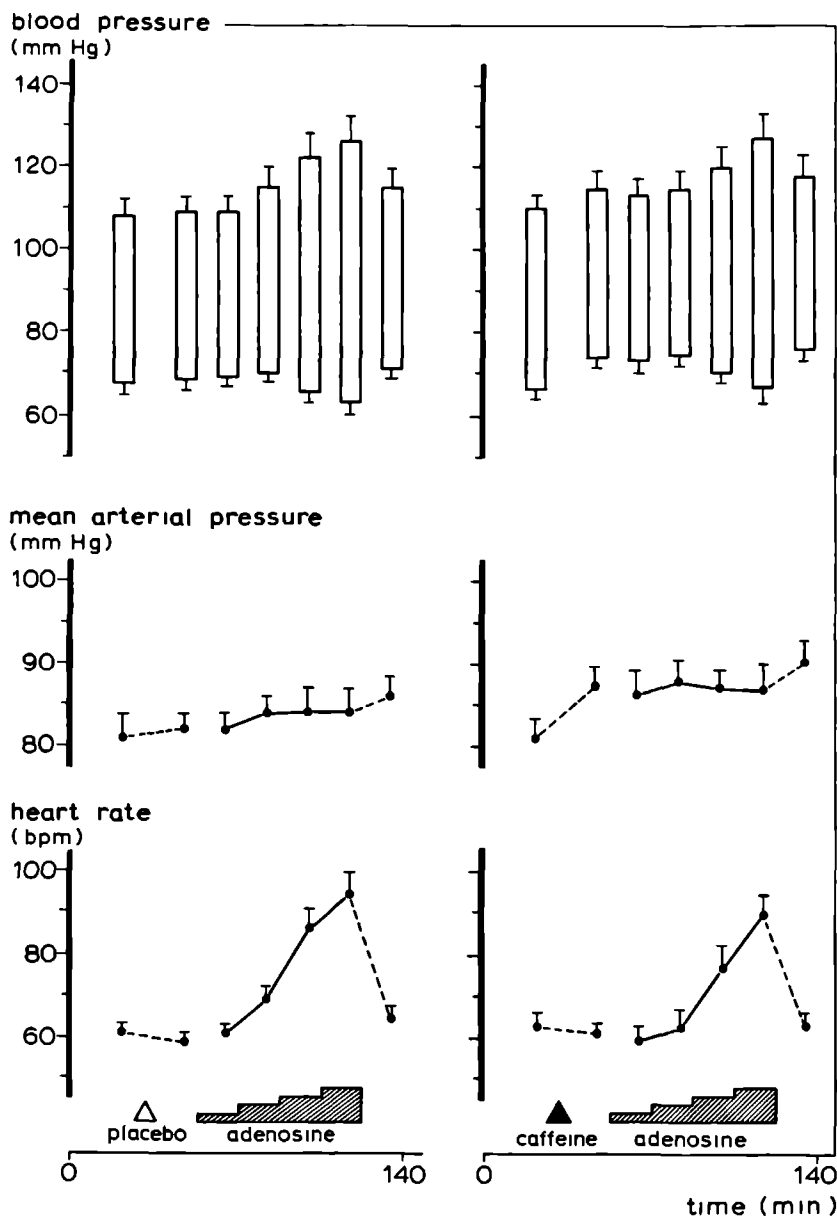 blood pressure
(mm Hg)
140
120
100
80
60
mean arterial pressure
(mm Hg)
100
90
80
heart rate
(bpm)
100
80
60
placebo adenosine caffeine adenosine
0 140 0 140
time (min)